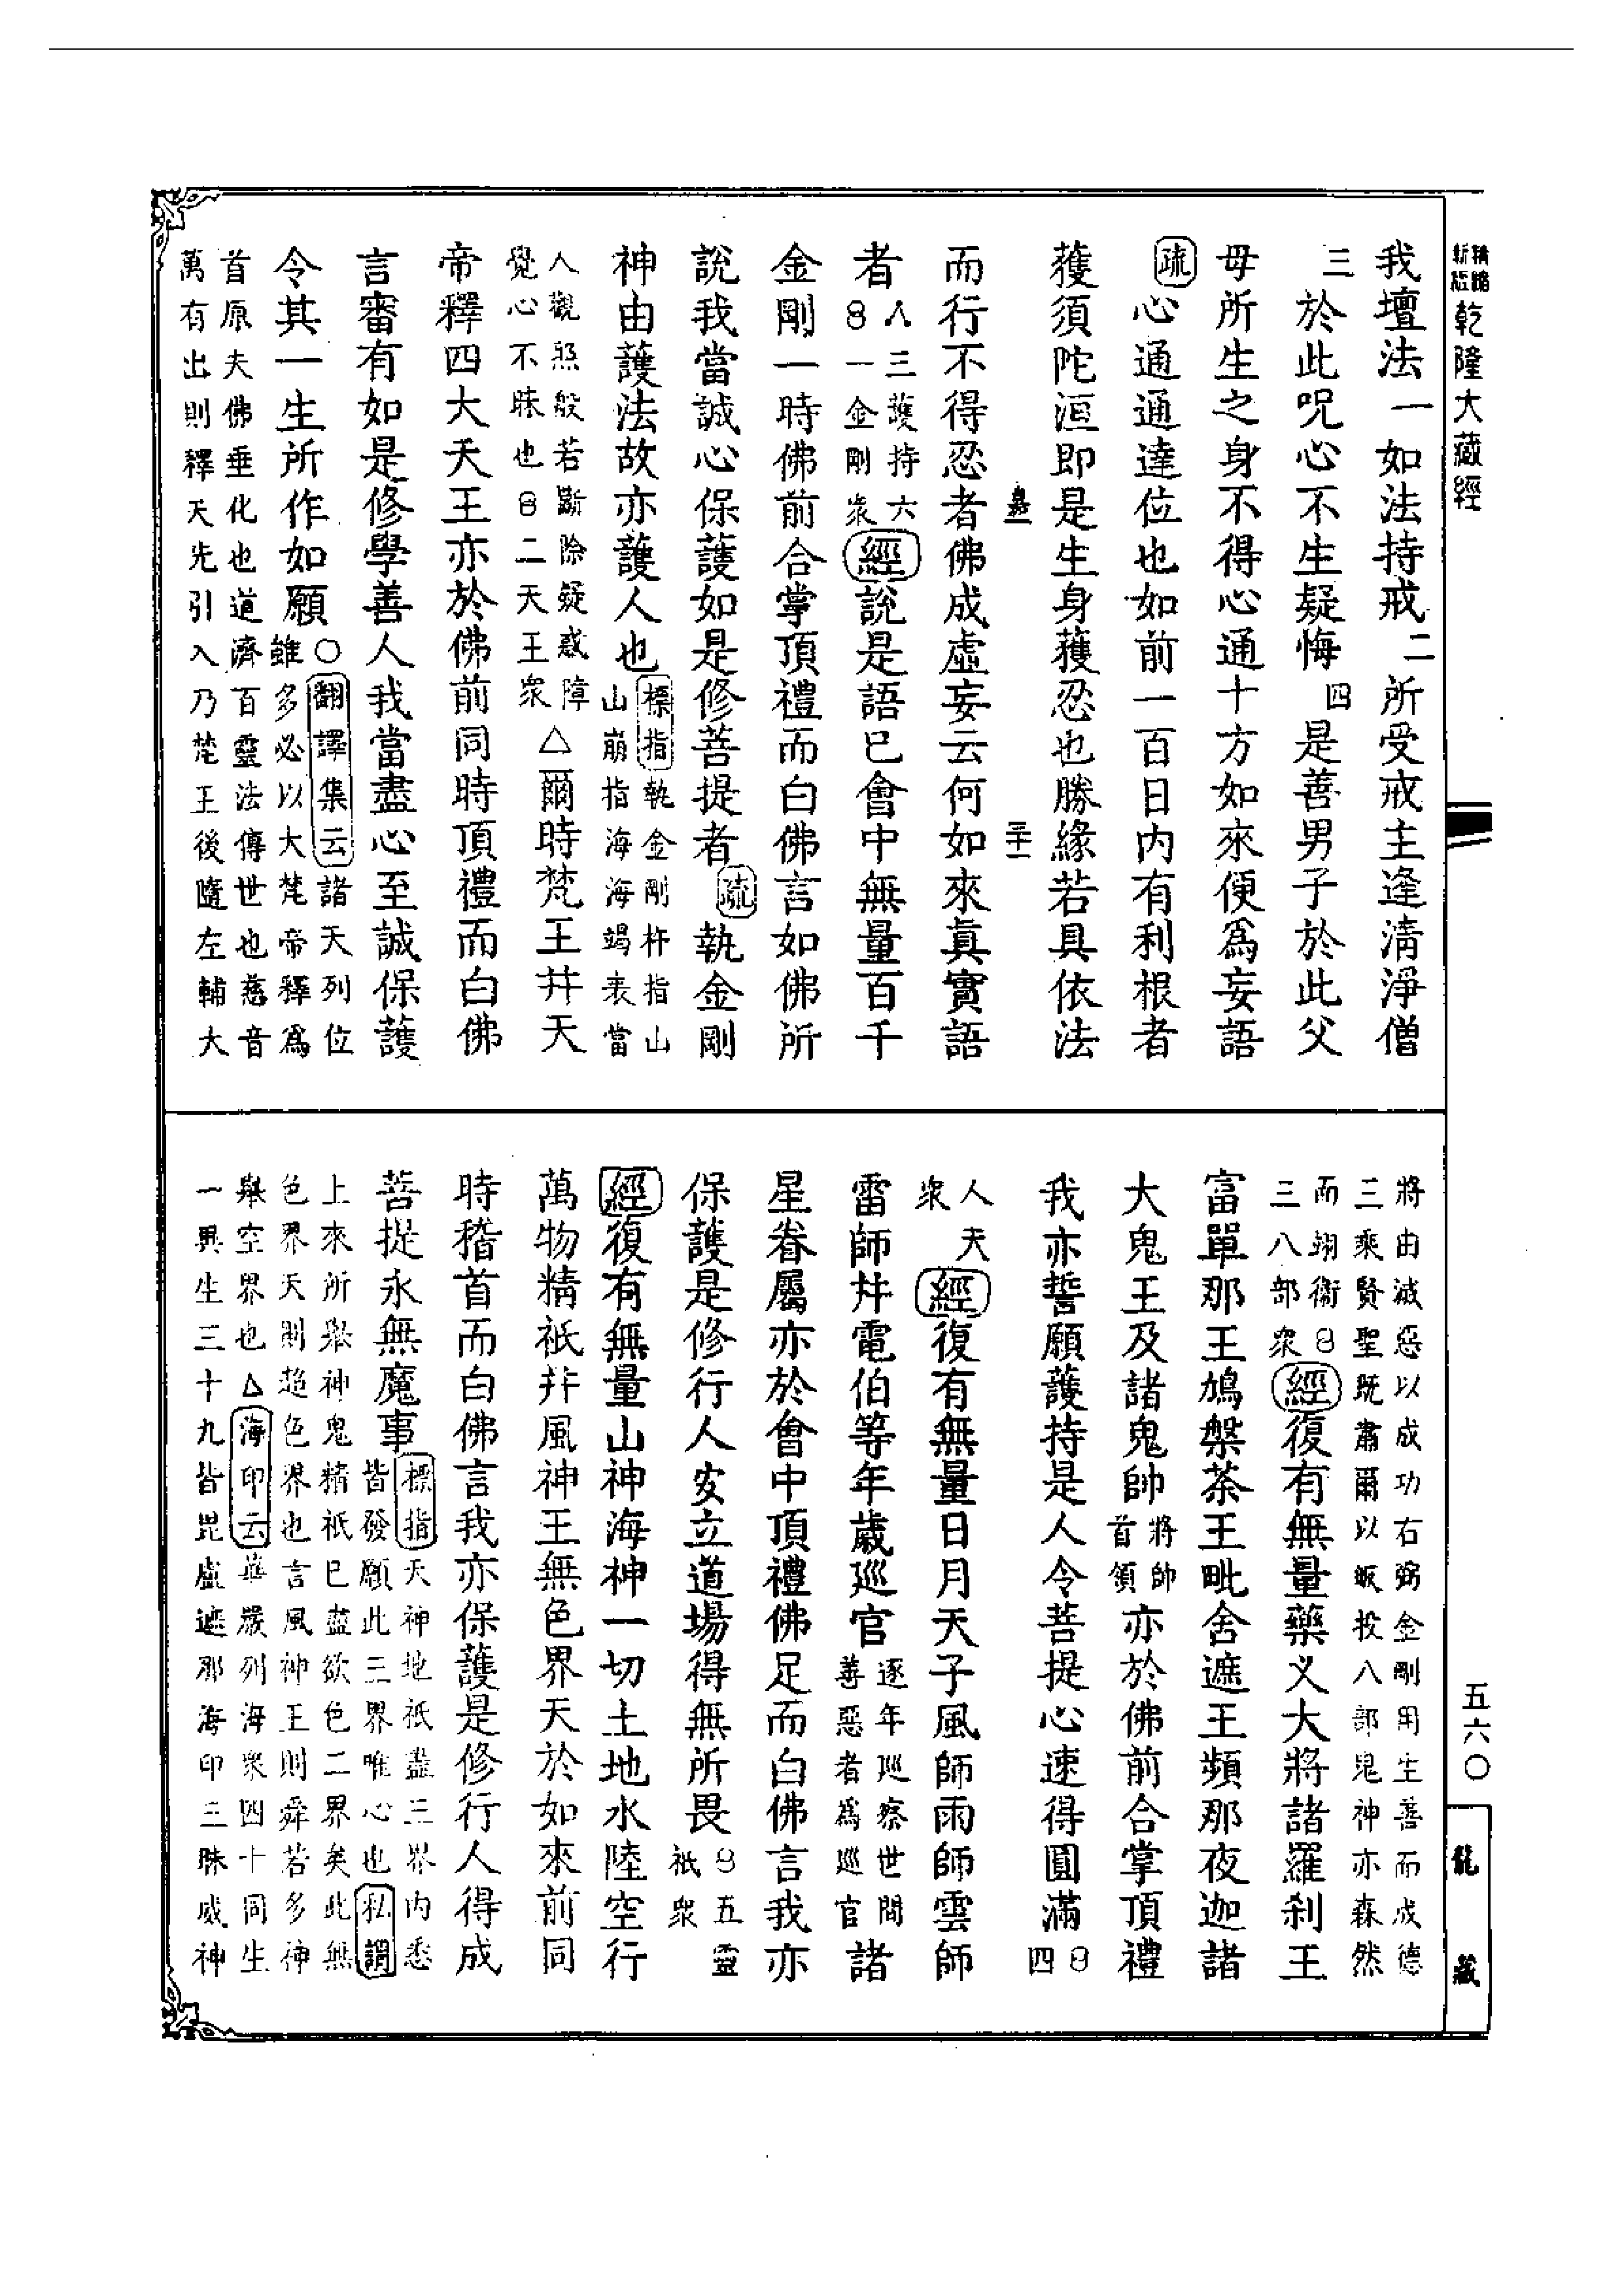 新編縮版乾隆大藏經
我壇法一如法持戒二所受戒主逢清淨僧
三於此呪心不生疑悔四是善男子於此父
母所生之身不得心通十方如來便為妄語
疏心通通達位也如前一百日内有利根者
獲須陀洹即是生身獲忍也勝緣若具依法
三十一
而行不得忍者佛成虛妄云何如來真實語
者八三護持六
8一金剛衆經說是語已會中無量百千
金剛一時佛前合掌頂禮而白佛言如佛所
說我當誠心保護如是修菩提者疏執金剛
神由護法故亦護人也標指執金剛杵指山
山崩指海海竭表當
人觀照般若斷除疑惑障
覺心不昧也8二天王衆△爾時梵王并天
帝釋四大天王亦於佛前同時頂禮而白佛
言審有如是修學善人我當盡心至誠保護
令其一生所作如願○翻譯集云諸天列位
雖多必以大梵帝釋為
首原夫佛垂化也道濟百靈法傳世也慈音
萬有出則釋天先引入乃梵王後隨左輔大
將由滅惡以成功右弼金剛用生善而成德
三乘賢聖既肅爾以皈投八部鬼神亦森然
而翊衞8
三八部衆經復有無量藥义大將諸羅刹王
富單那王鳩槃茶王毗舍遮王頻那夜迦諸
大鬼王及諸鬼帥將帥
首領亦於佛前合掌頂禮
我亦誓願護持是人令菩提心速得圓滿8
四
人天
衆經復有無量日月天子風師雨師雲師
雷師并電伯等年歲巡官逐年巡察世間
善惡者為巡官諸
星眷屬亦於會中頂禮佛足而白佛言我亦
保護是修行人安立道場得無所畏8五靈
衹衆
經復有無量山神海神一切土地水陸空行
萬物精祇并風神王無色界天於如來前同
時稽首而白佛言我亦保護是修行人得成
菩提永無魔事標指天神地祇盡三界内悉
皆發願此三界唯心也私謂
上來所舉神鬼精祇已盡欲色二界矣此無
色界天則超色界也言風神王則舜若多神
舉空界也△海印云華嚴列海衆四十同生
一異生三十九皆毘盧遮那海印三昧威神
五六〇
龍藏